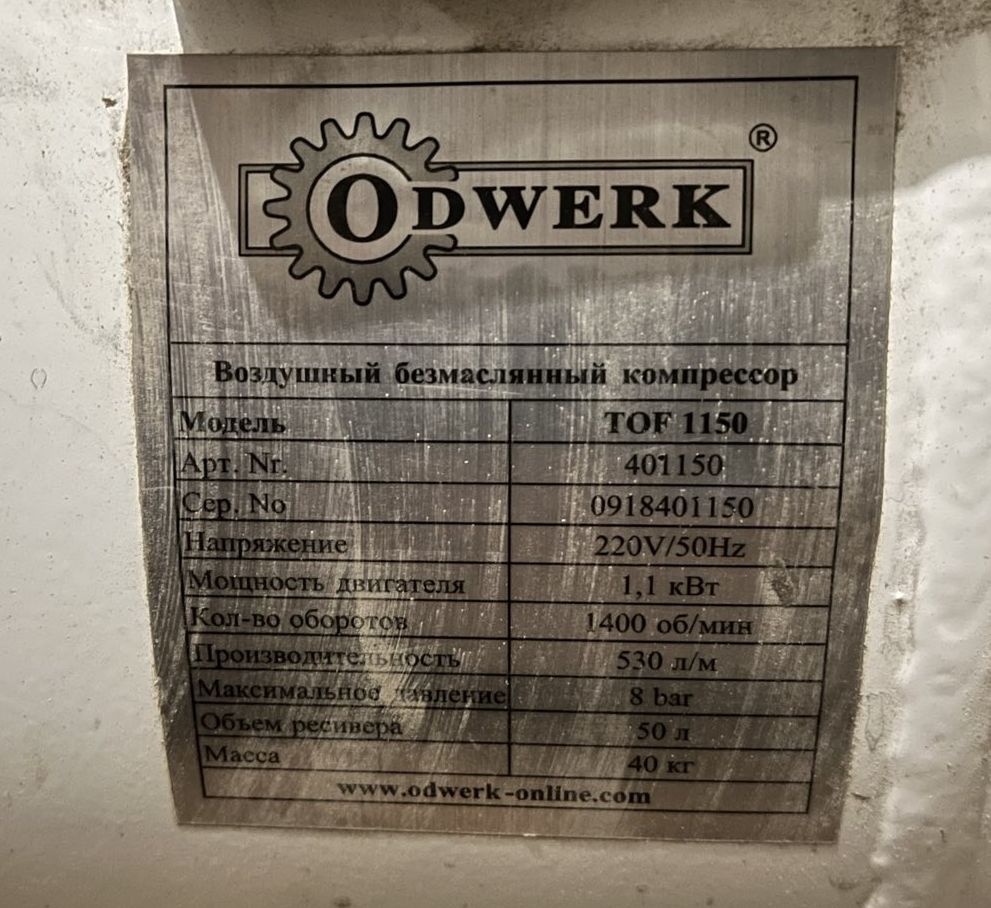 ODWERK ®
Воздушный безмаслянный компрессор
Модель TOF 1150
Арт. Nr. 401150
Сер. No 0918401150
Напряжение 220V/50Hz
Мощность двигателя 1,1 кВт
Кол-во оборотов 1400 об/мин
Производительность 530 л/м
Максимальное давление 8 bar
Объем ресивера 50 л
Масса 40 кг
www.odwerk-online.com